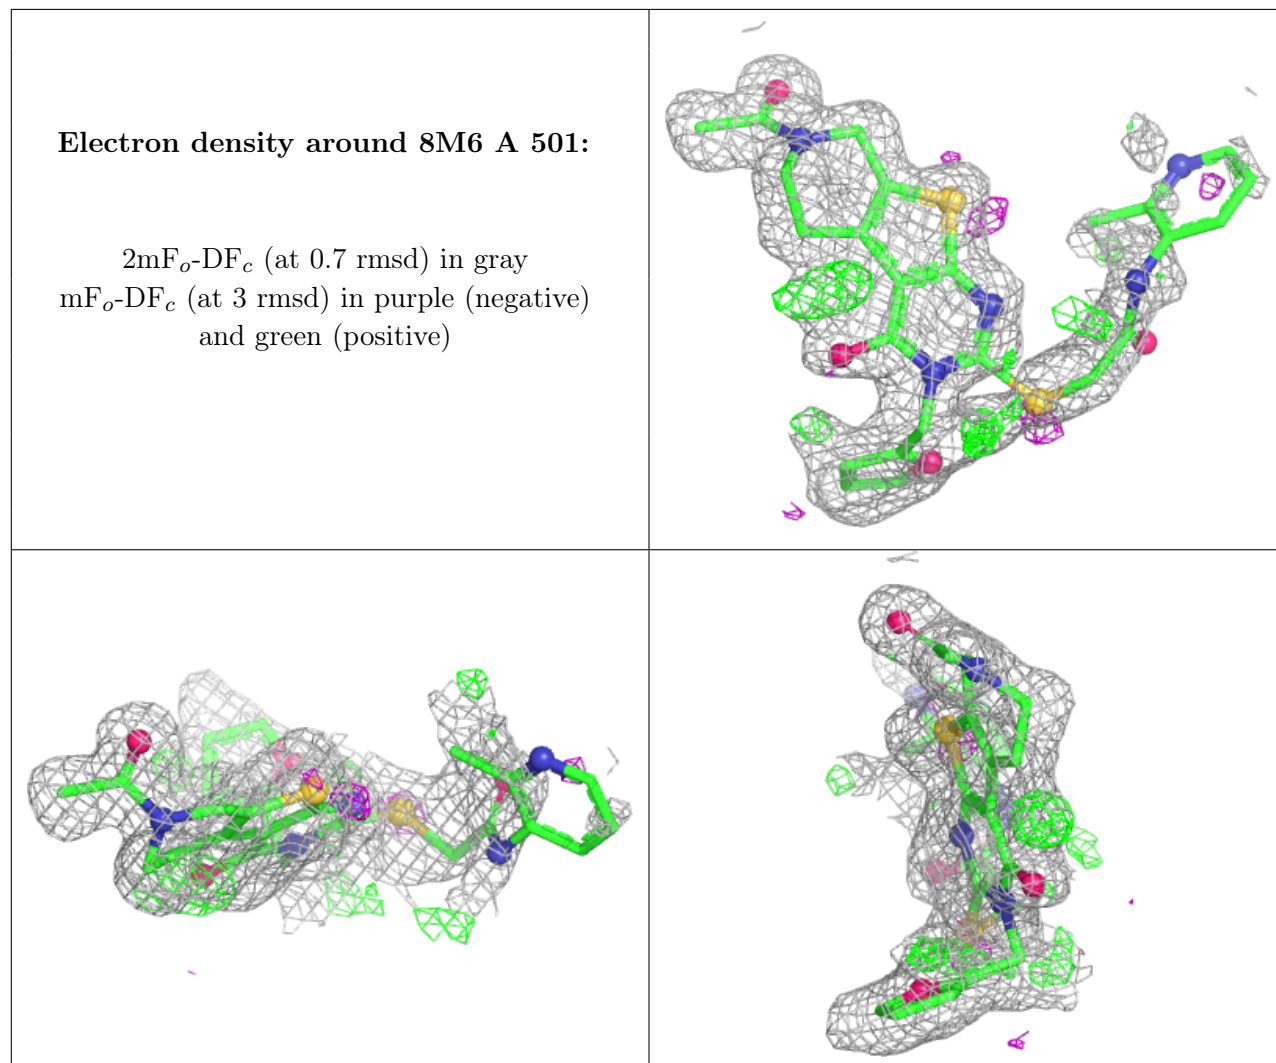 Electron density around 8M6 A 501:
2mFo-DFc (at 0.7 rmsd) in gray
mFo-DFc (at 3 rmsd) in purple (negative)
and green (positive)